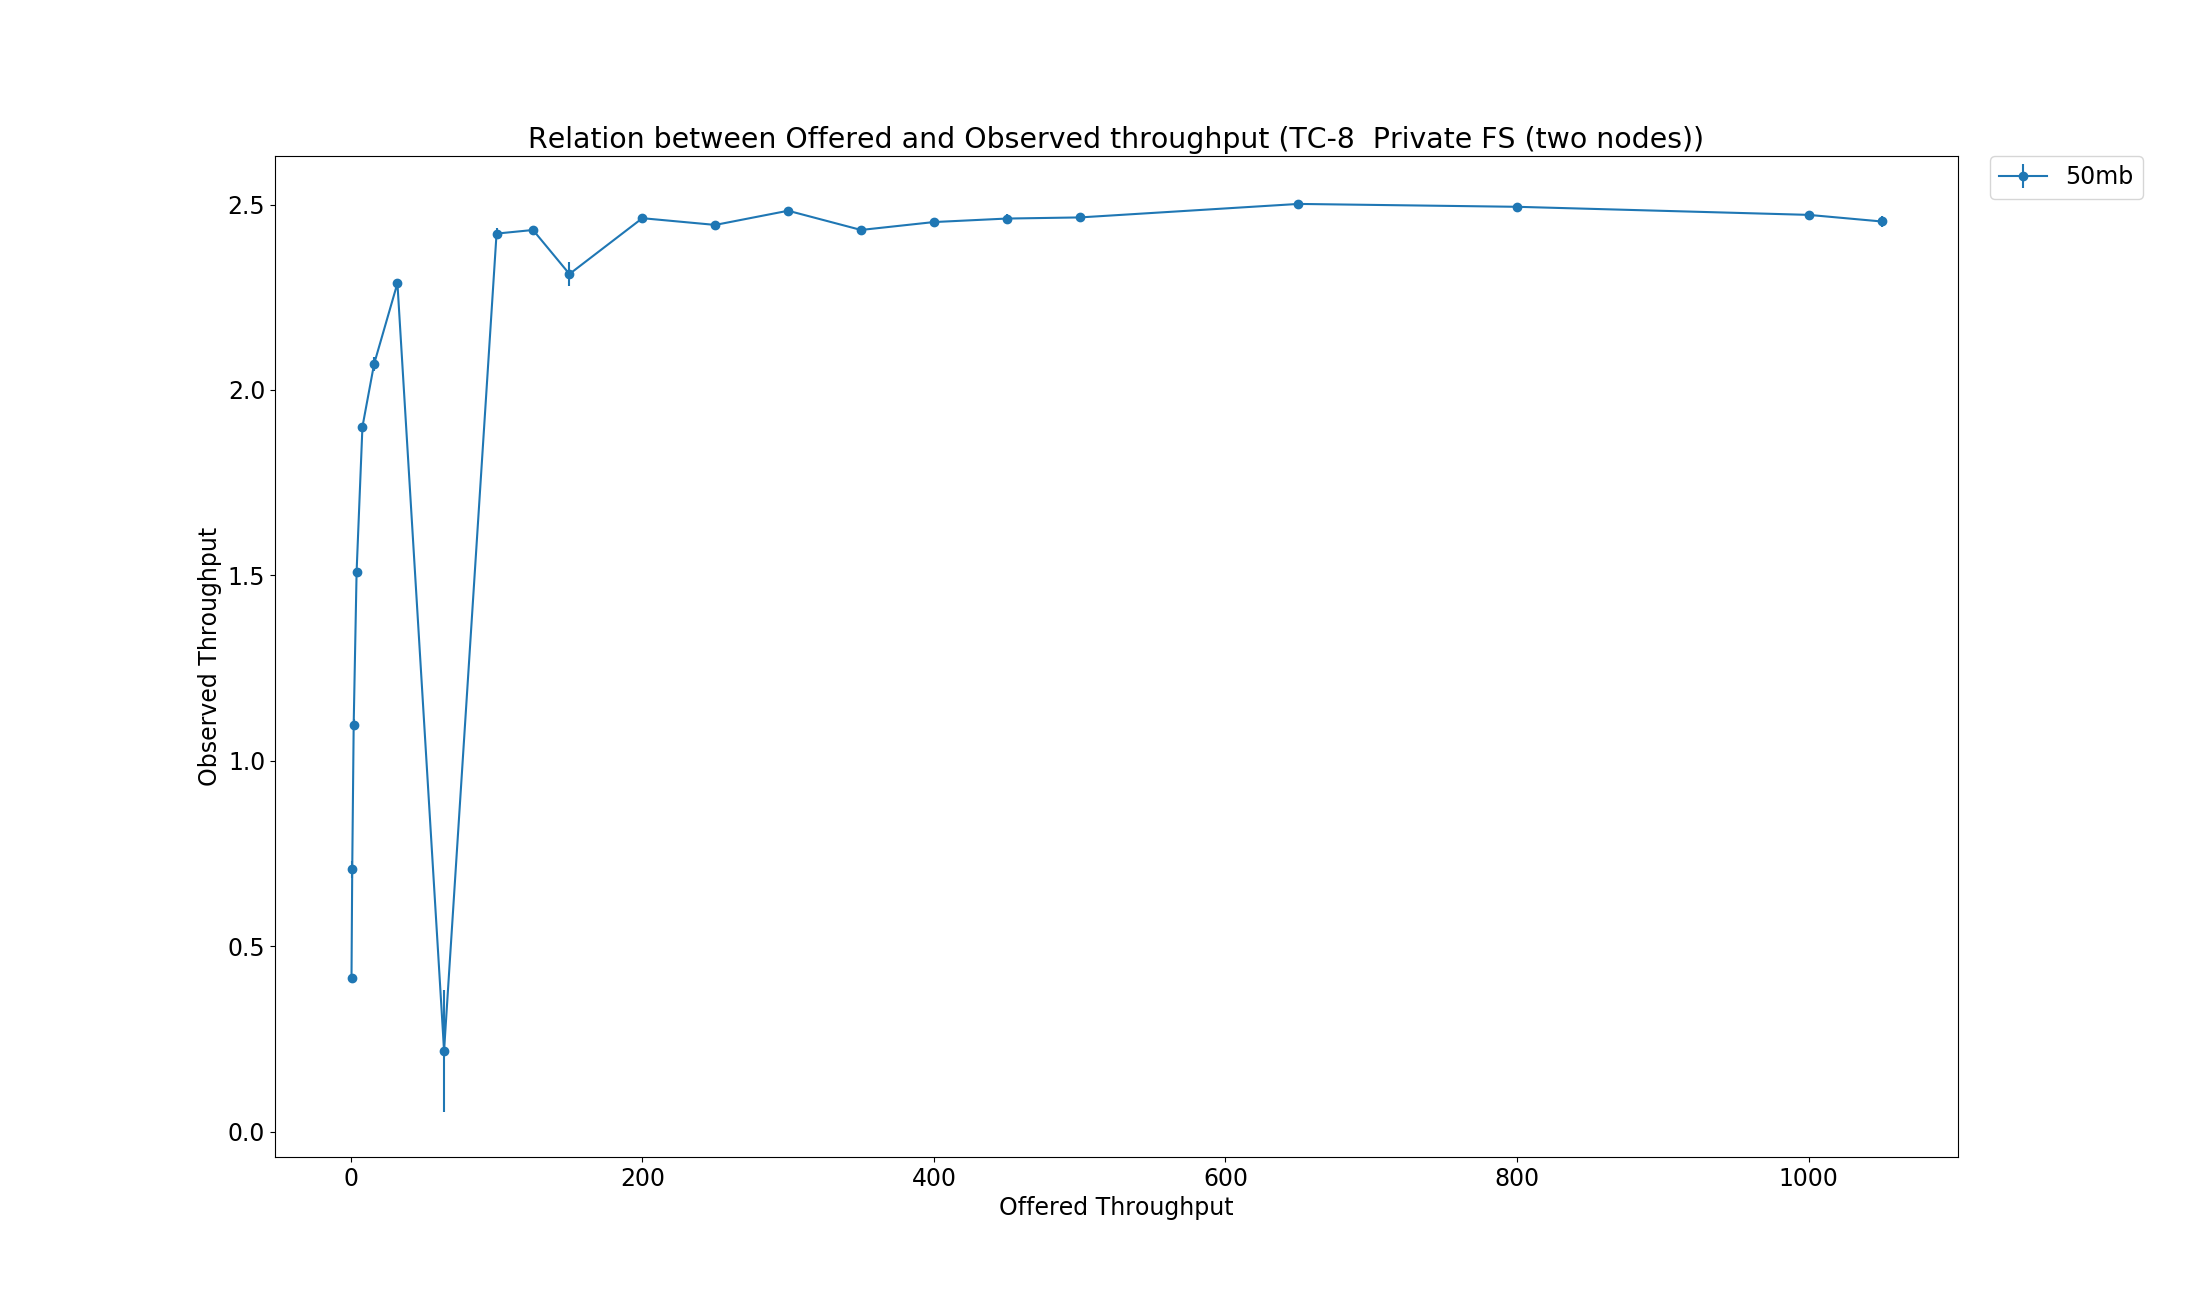 Relation between Offered and Observed throughput (TC-8  Private FS (two nodes))
50mb
2.5
2.0
1.5
1.0
0.5
0.0
Observed Throughput
0 200 400 600 800 1000
Offered Throughput